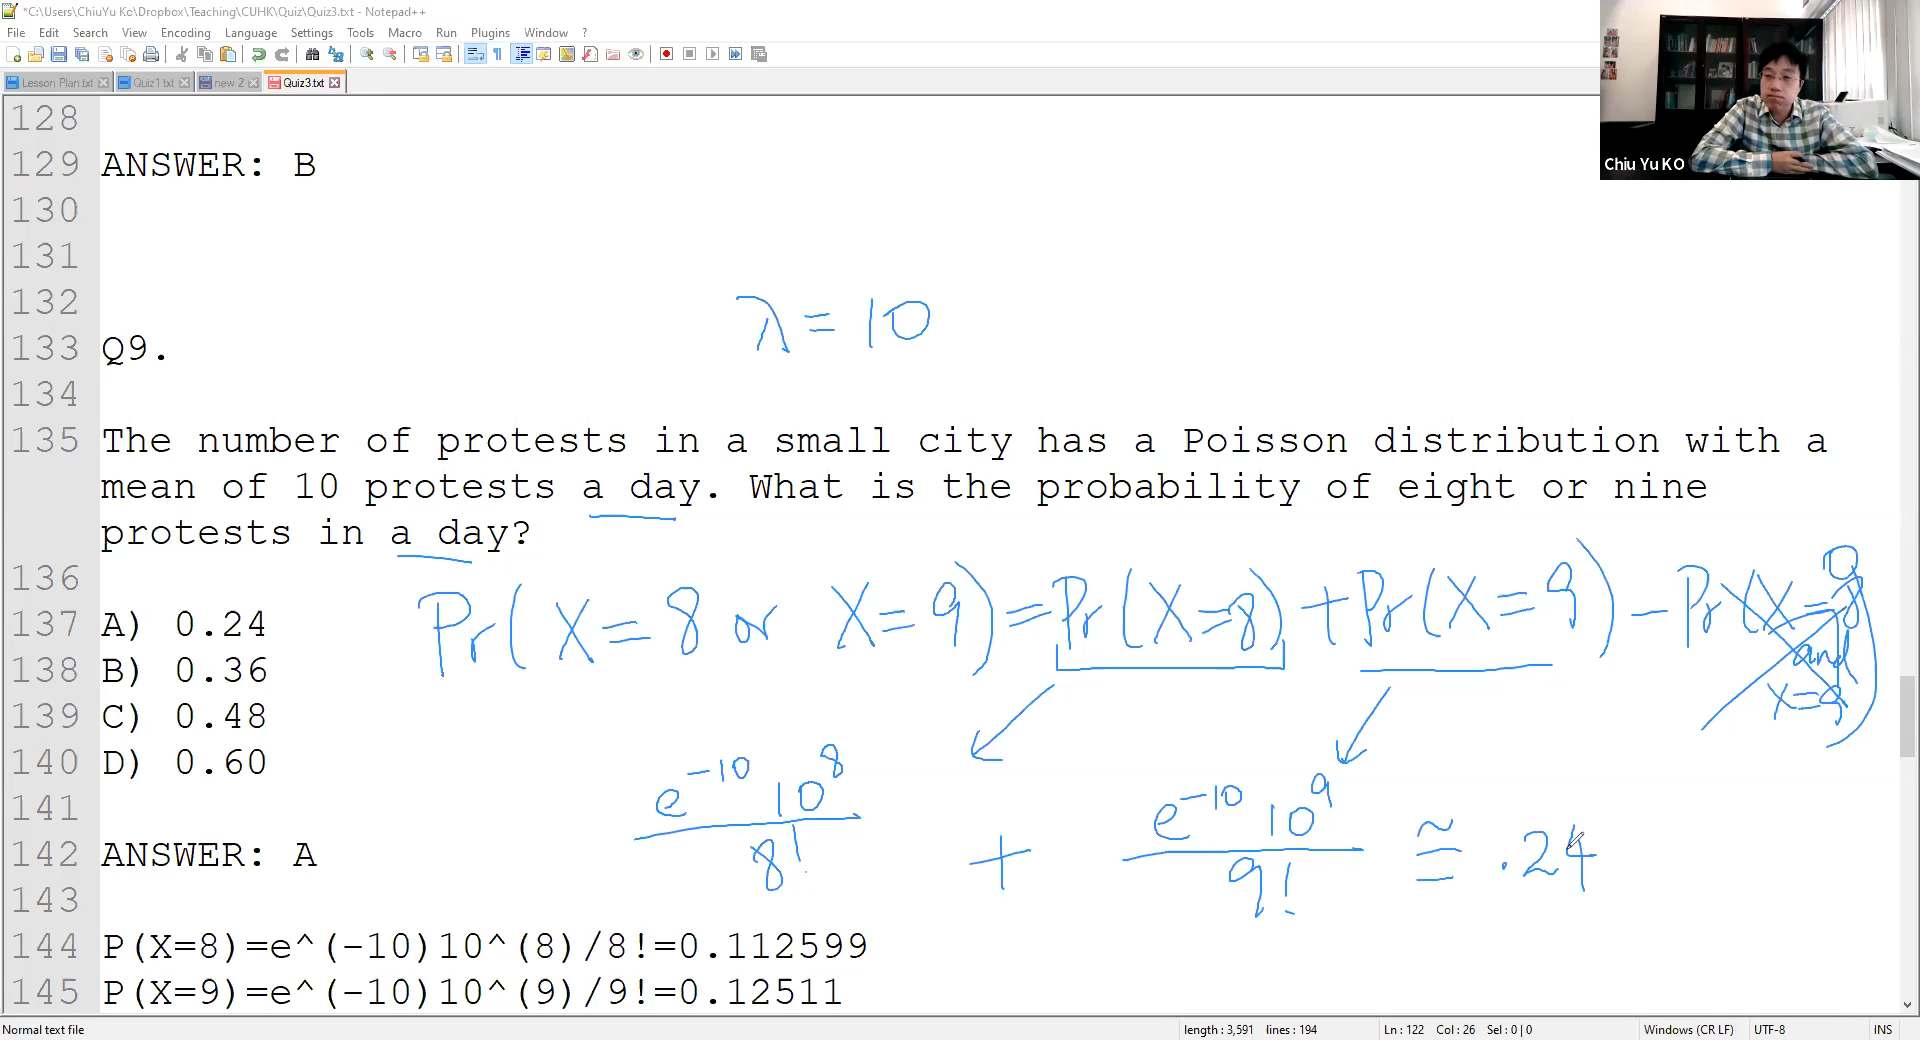 *C:\Users\ChiuYu Ko\Dropbox\Teaching\CUHK\Quiz\Quiz3.txt - Notepad++
File Edit Search View Encoding Language Settings Tools Macro Run Plugins Window ?
Lesson Plan.txt Quiz1.txt new 2 Quiz3.txt
Chiu Yu KO
128
129 ANSWER: B
130
131
132
λ = 10
133 Q9.
134
135 The number of protests in a small city has a Poisson distribution with a
mean of 10 protests a day. What is the probability of eight or nine
protests in a day?
136
Pr(X=8 or X=9) = Pr(X=8) + Pr(X=9) - Pr(X=8 and X=9)
0
137 A) 0.24
138 B) 0.36
139 C) 0.48
140 D) 0.60
141
e^-10 10^8 / 8! + e^-10 10^9 / 9! ≅ .24
142 ANSWER: A
143
144 P(X=8)=e^(-10)10^(8)/8!=0.112599
145 P(X=9)=e^(-10)10^(9)/9!=0.12511
Normal text file length : 3,591 lines : 194 Ln : 122 Col : 26 Sel : 0 | 0 Windows (CR LF) UTF-8 INS